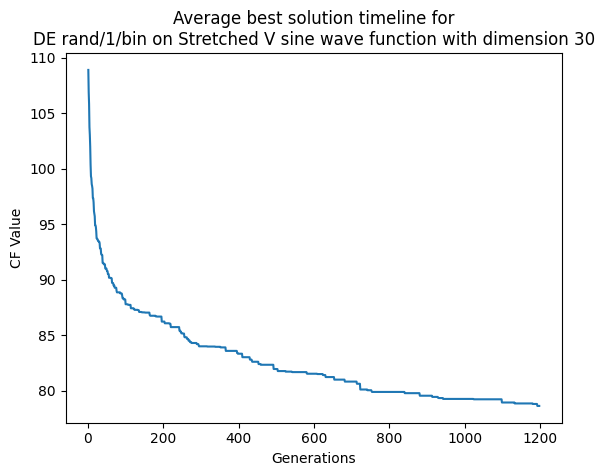 Average best solution timeline for
DE rand/1/bin on Stretched V sine wave function with dimension 30
110
105
100
95
90
85
80
CF Value
0 200 400 600 800 1000 1200
Generations